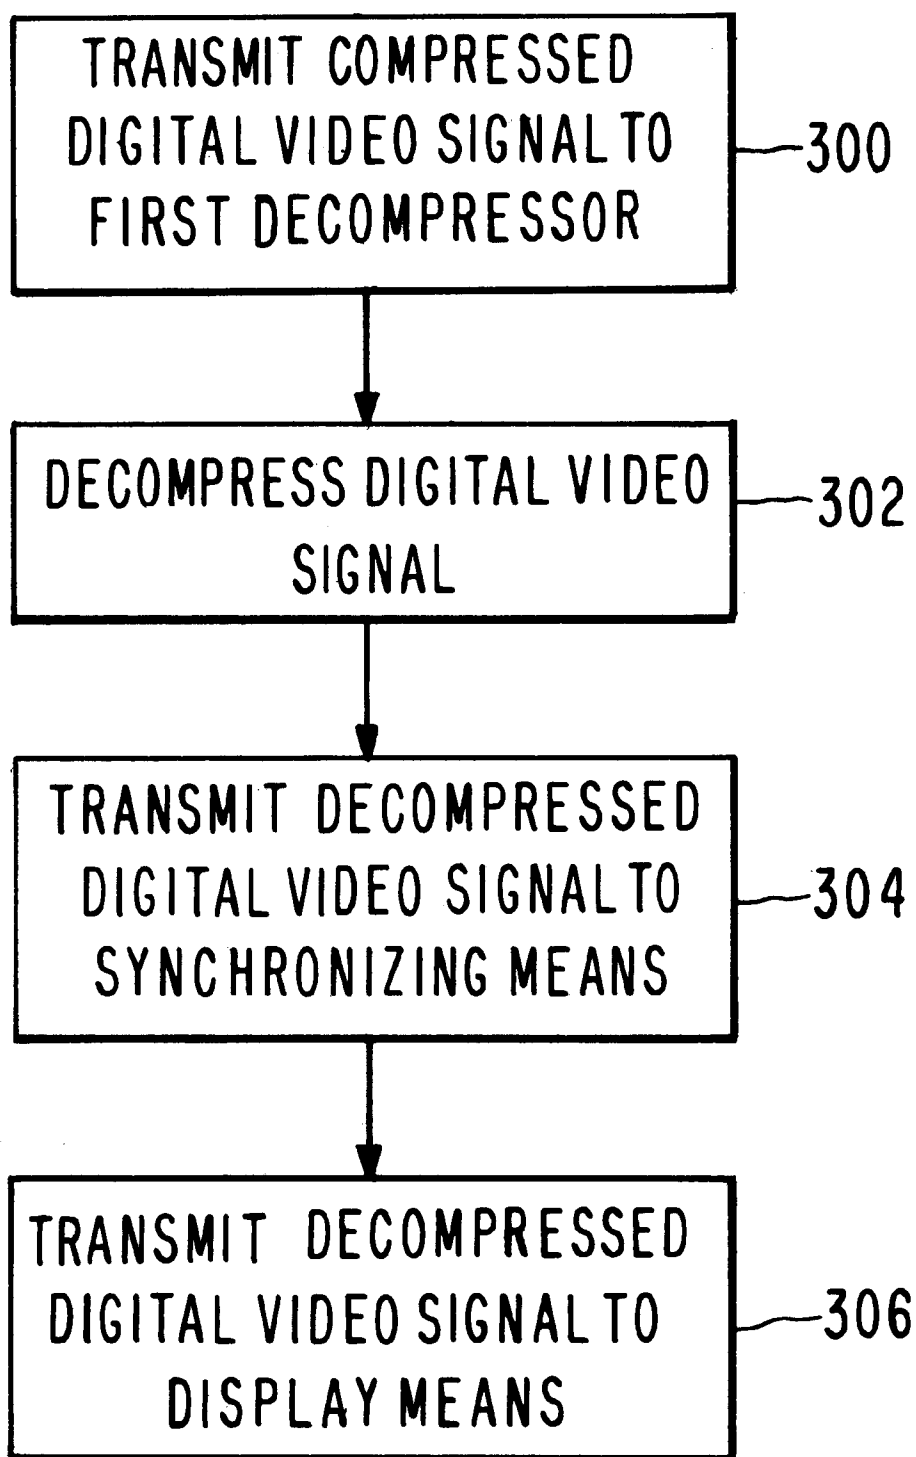 TRANSMIT COMPRESSED
DIGITAL VIDEO SIGNAL TO
FIRST DECOMPRESSOR
300
DECOMPRESS DIGITAL VIDEO
SIGNAL
302
TRANSMIT DECOMPRESSED
DIGITAL VIDEO SIGNAL TO
SYNCHRONIZING MEANS
304
TRANSMIT DECOMPRESSED
DIGITAL VIDEO SIGNAL TO
DISPLAY MEANS
306